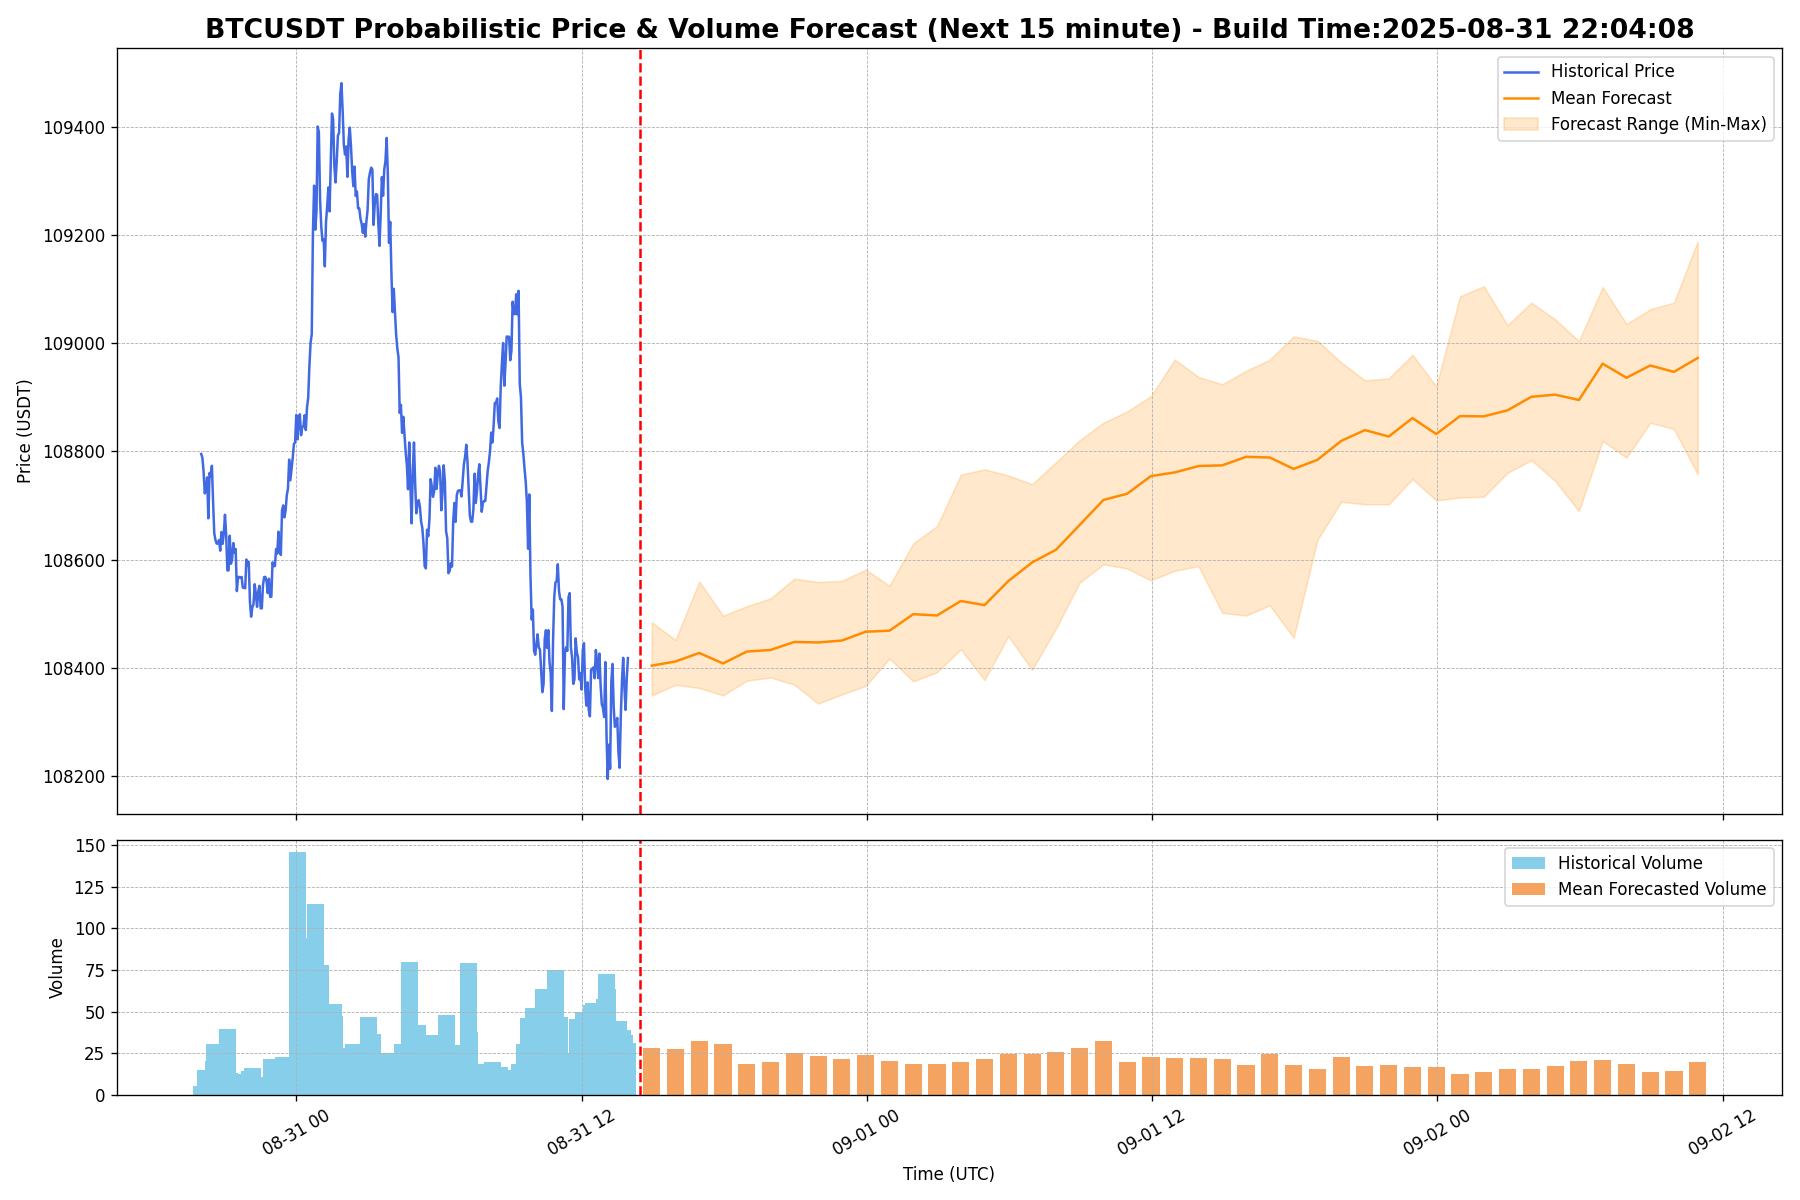 BTCUSDT Probabilistic Price & Volume Forecast (Next 15 minute) - Build Time:2025-08-31 22:04:08
Historical Price
Mean Forecast
Forecast Range (Min-Max)
109400
109200
109000
108800
108600
108400
108200
Price (USDT)
Historical Volume
Mean Forecasted Volume
150
125
100
75
50
25
0
Volume
08-31 00
08-31 12
09-01 00
09-01 12
09-02 00
09-02 12
Time (UTC)